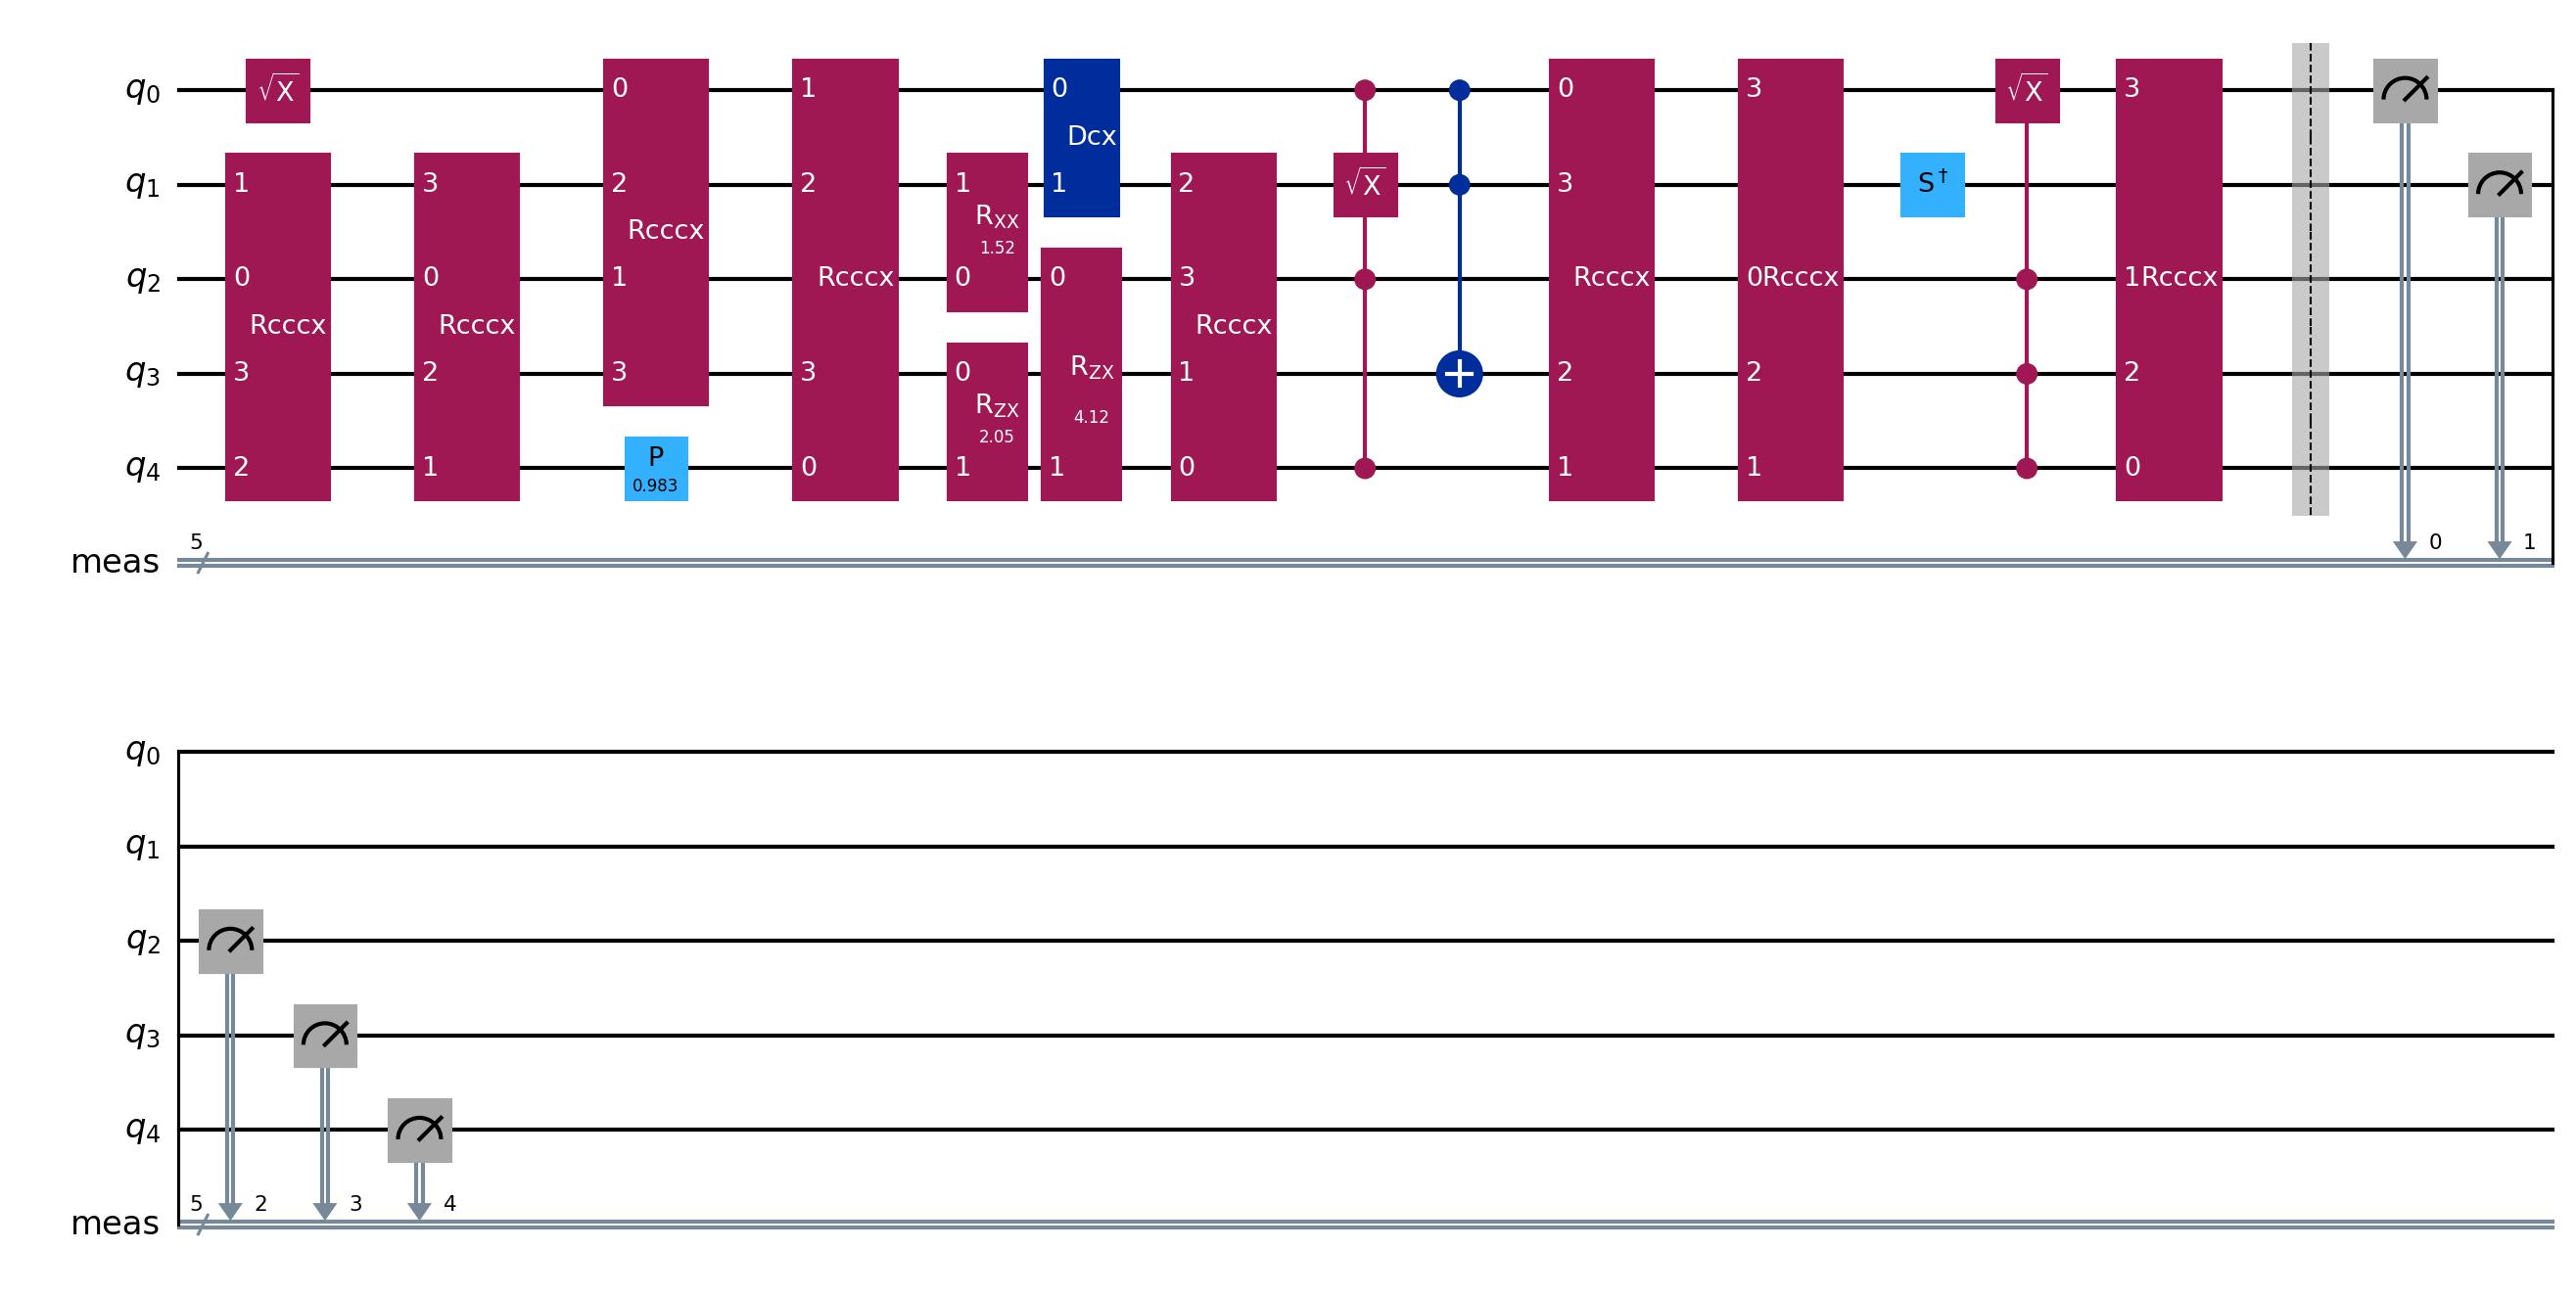 q0 √X 0 1 0 Dcx 0 3 √X 3
q1 1 3 2 2 1 1 2 √X 3 S† 
Rcccx RXX 1.52
q2 0 0 1 Rcccx 0 0 3 Rcccx 0Rcccx 1Rcccx
Rcccx Rcccx Rcccx
q3 3 2 3 3 0 RZX 1 2 2 2
RZX 2.05 4.12
q4 2 1 P 0.983 0 1 1 0 1 1 0
meas 5 0 1
q0
q1
q2
q3
q4
meas 5 2 3 4